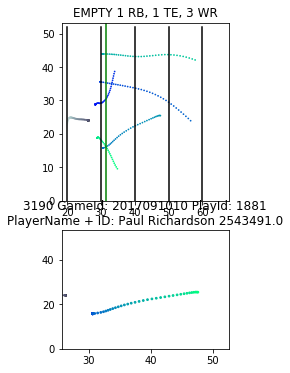 EMPTY 1 RB, 1 TE, 3 WR
50
40
30
20
10
0
20 30 40 50 60
3190 GameId: 2017091010 PlayId: 1881
PlayerName + ID: Paul Richardson 2543491.0
40
20
0
30 40 50